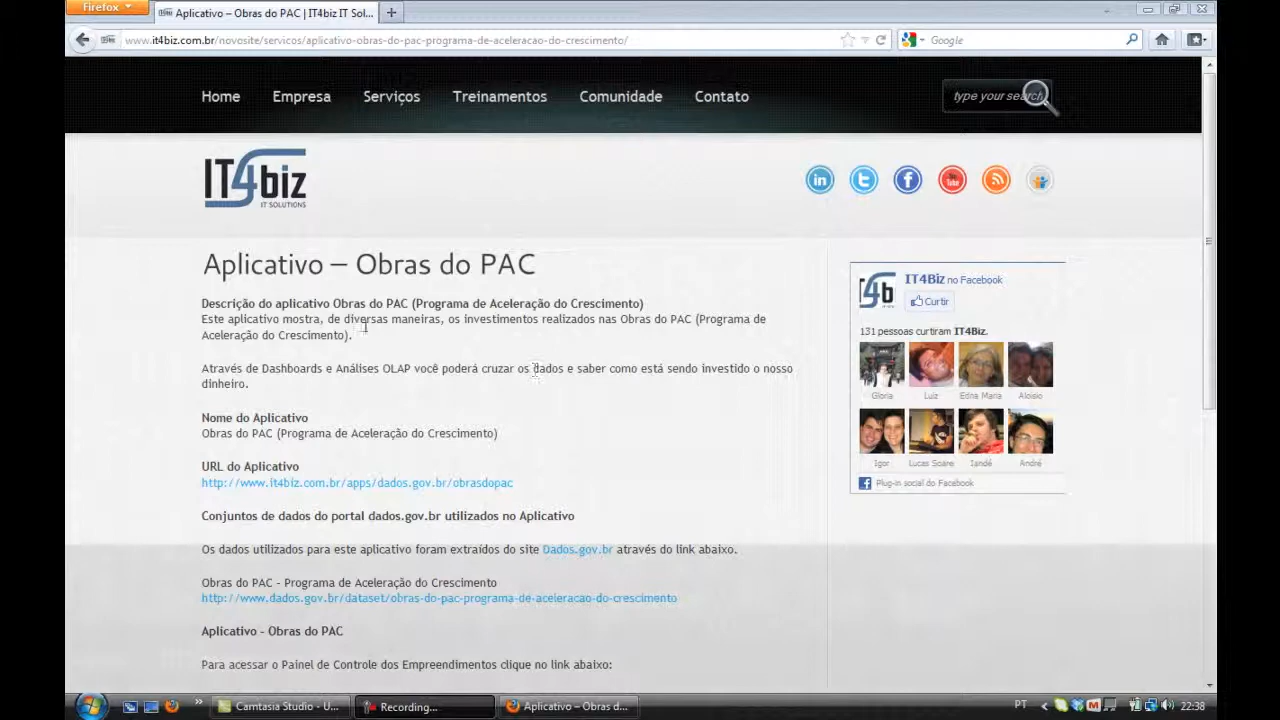 Firefox
Aplicativo – Obras do PAC | IT4biz IT Sol...
www.it4biz.com.br/novosite/servicos/aplicativo-obras-do-pac-programa-de-aceleracao-do-crescimento/
Google
Home Empresa Serviços Treinamentos Comunidade Contato
type your search
IT4biz
IT SOLUTIONS
Aplicativo – Obras do PAC
Descrição do aplicativo Obras do PAC (Programa de Aceleração do Crescimento)
Este aplicativo mostra, de diversas maneiras, os investimentos realizados nas Obras do PAC (Programa de
Aceleração do Crescimento).
Através de Dashboards e Análises OLAP você poderá cruzar os dados e saber como está sendo investido o nosso
dinheiro.
Nome do Aplicativo
Obras do PAC (Programa de Aceleração do Crescimento)
URL do Aplicativo
http://www.it4biz.com.br/apps/dados.gov.br/obrasdopac
Conjuntos de dados do portal dados.gov.br utilizados no Aplicativo
Os dados utilizados para este aplicativo foram extraídos do site Dados.gov.br através do link abaixo.
Obras do PAC - Programa de Aceleração do Crescimento
http://www.dados.gov.br/dataset/obras-do-pac-programa-de-aceleracao-do-crescimento
Aplicativo - Obras do PAC
Para acessar o Painel de Controle dos Empreendimentos clique no link abaixo:
IT4Biz no Facebook
Curtir
131 pessoas curtiram IT4Biz.
Gloria Luiz Edna Maria Aloisio
Igor Lucas Soare Iandé André
Plug-in social do Facebook
Camtasia Studio - U...
Recording...
Aplicativo – Obras d...
PT
22:38